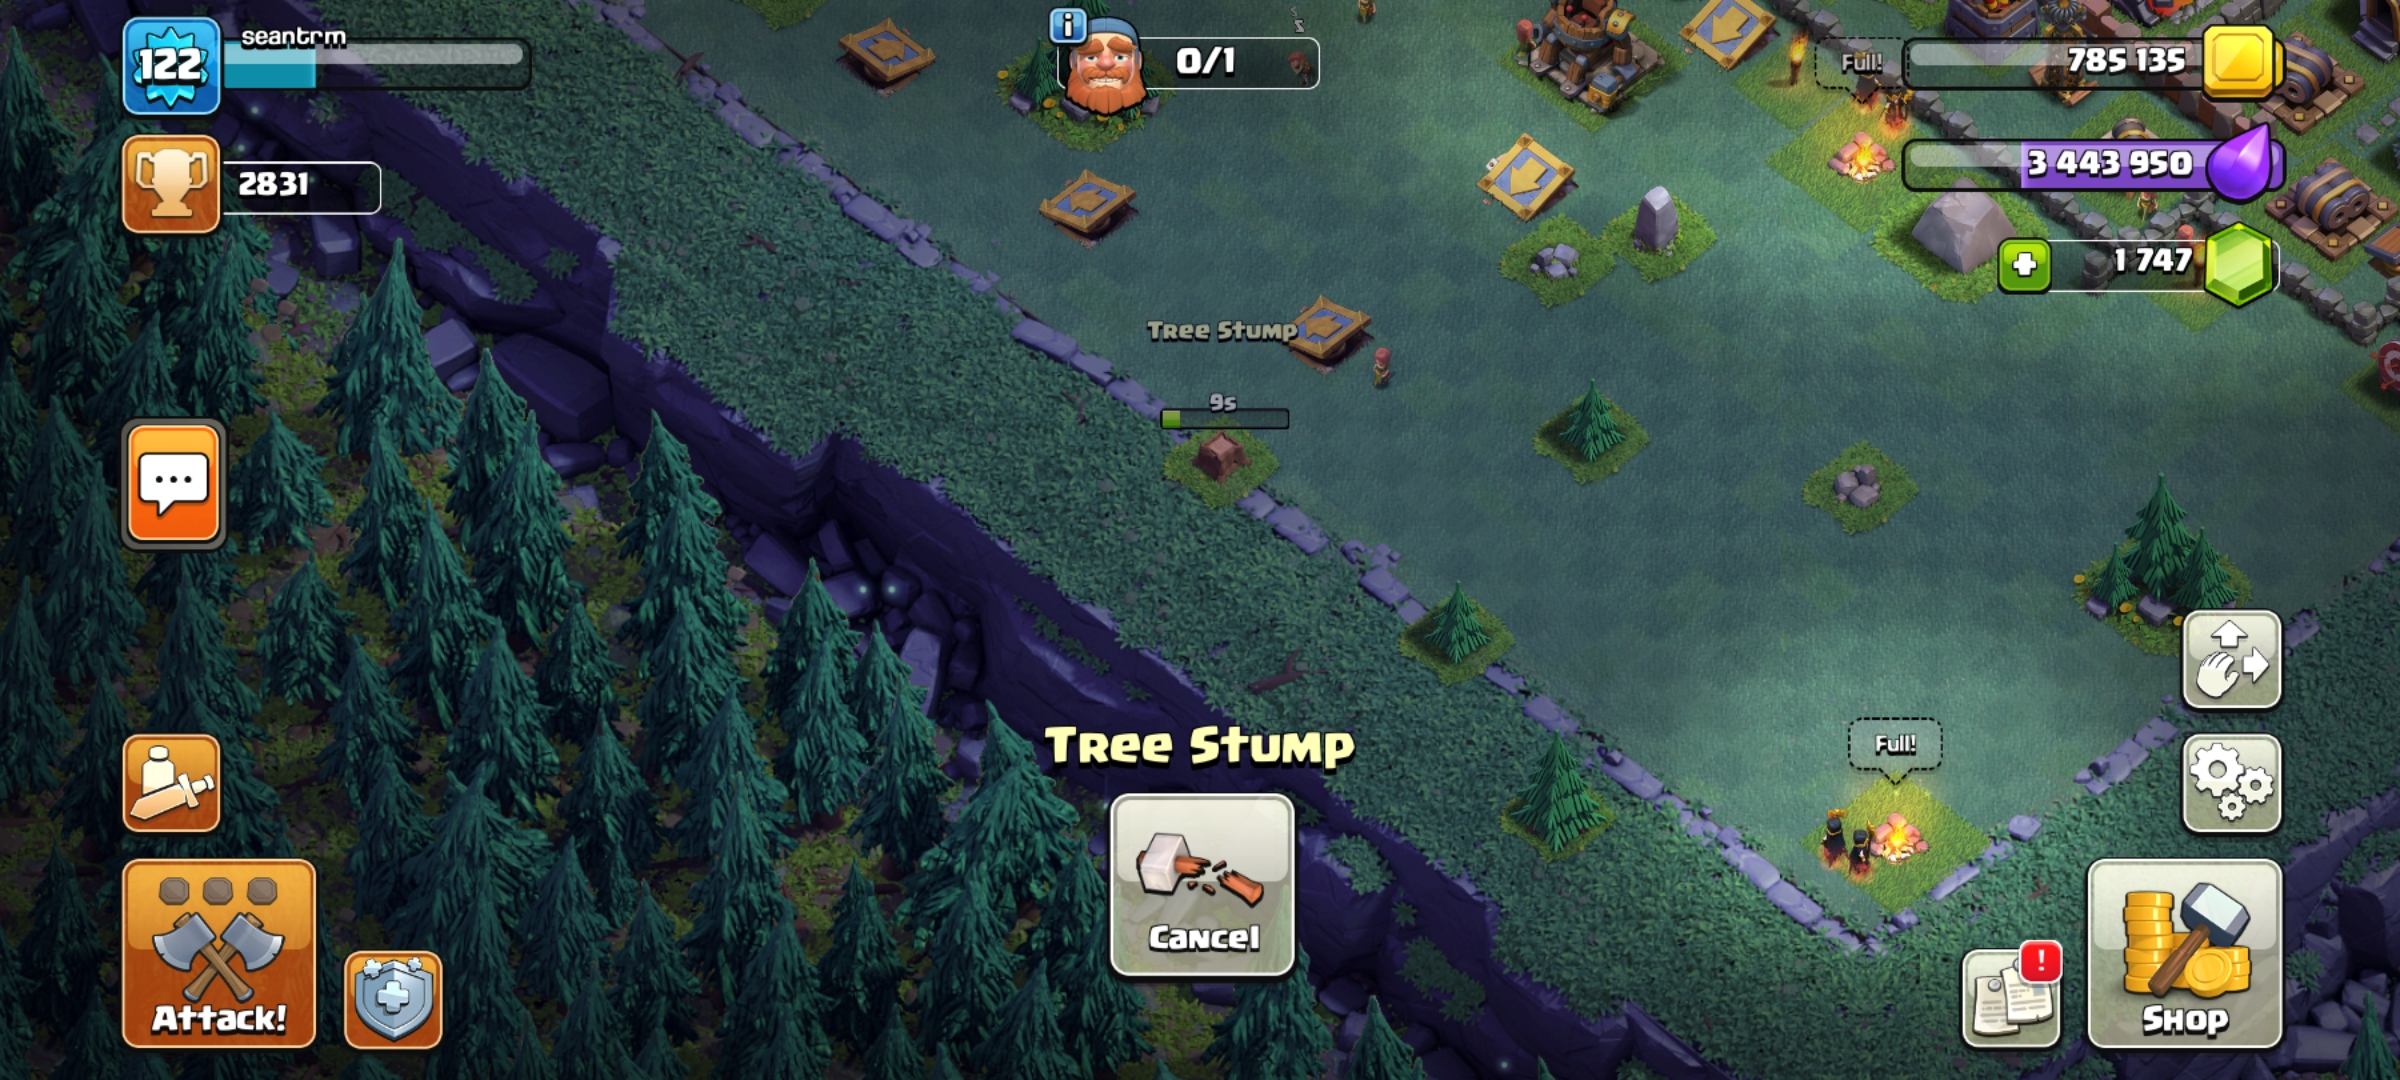 122
seantrm
0/1
Full!
785 135
2831
3 443 950
1 747
Tree Stump
9s
Tree Stump
Full!
Cancel
Attack!
!
Shop